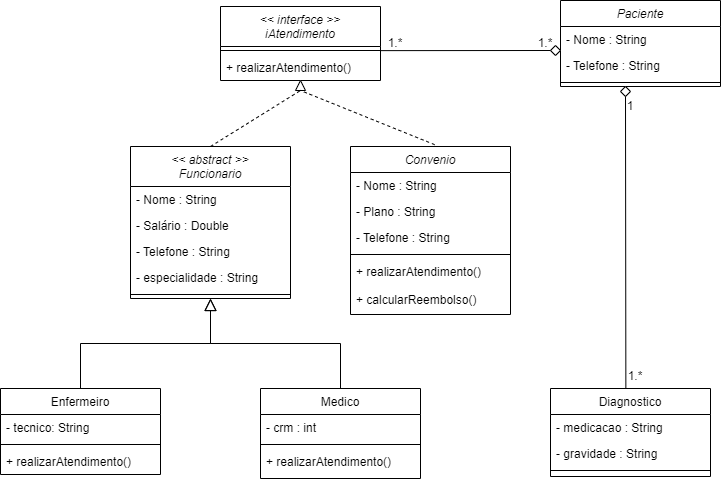 << interface >>
iAtendimento
+ realizarAtendimento()
1.*
1.*
Paciente
- Nome : String
- Telefone : String
1
<< abstract >>
Funcionario
- Nome : String
- Salário : Double
- Telefone : String
- especialidade : String
Convenio
- Nome : String
- Plano : String
- Telefone : String
+ realizarAtendimento()
+ calcularReembolso()
1.*
Enfermeiro
- tecnico: String
+ realizarAtendimento()
Medico
- crm : int
+ realizarAtendimento()
Diagnostico
- medicacao : String
- gravidade : String